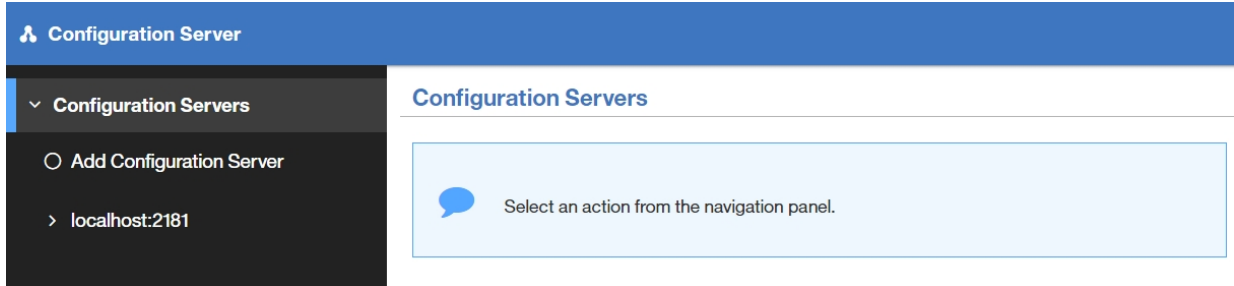 Configuration Server
Configuration Servers
Add Configuration Server
localhost:2181
Configuration Servers
Select an action from the navigation panel.